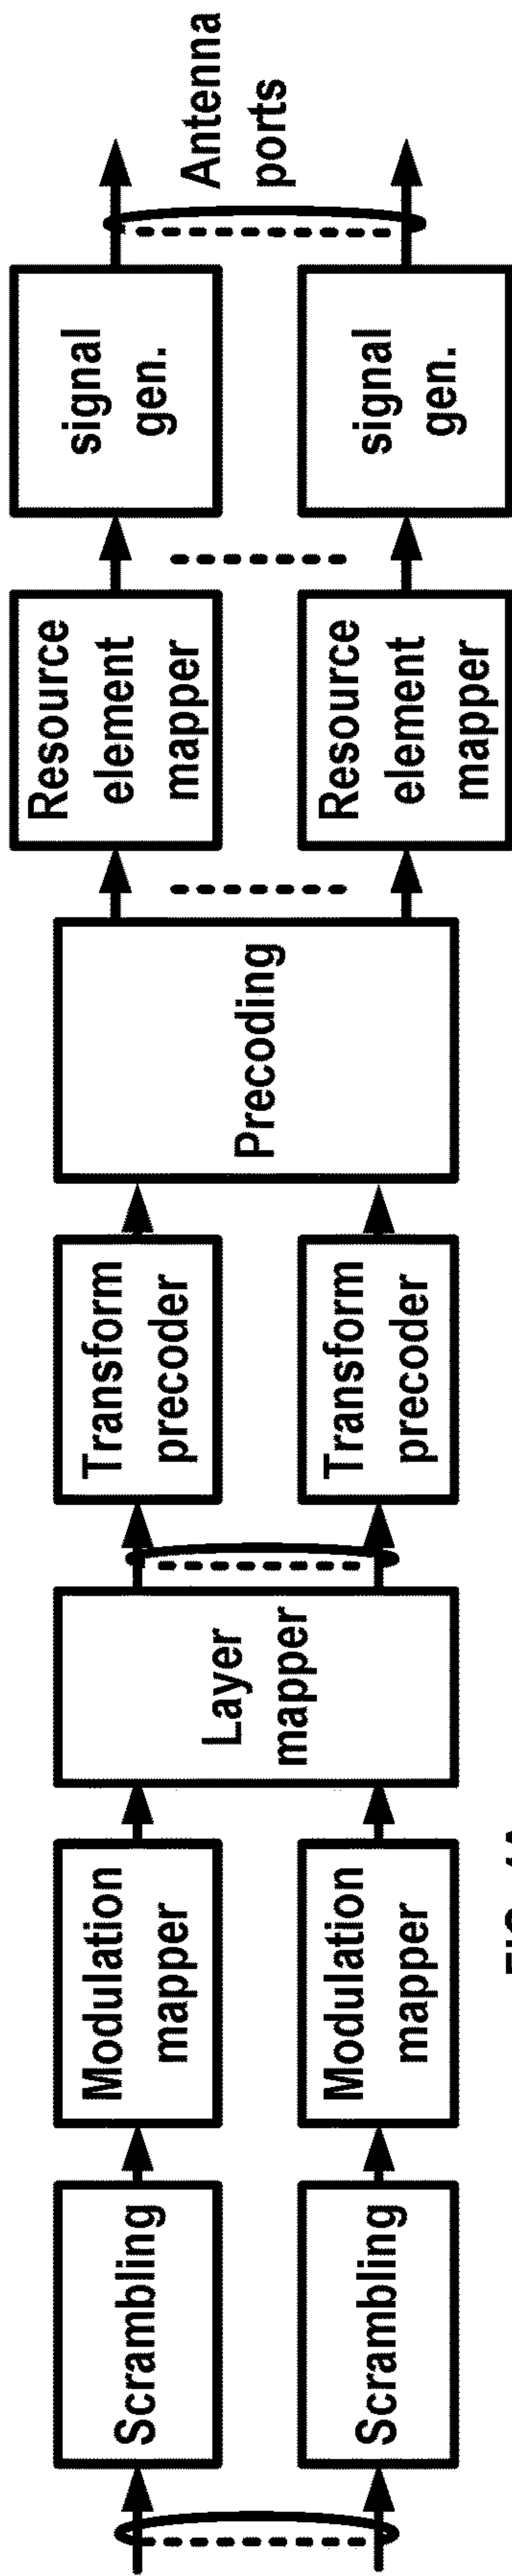 Scrambling
Scrambling
Modulation
mapper
Modulation
mapper
Layer
mapper
Transform
precoder
Transform
precoder
Precoding
Resource
element
mapper
Resource
element
mapper
signal
gen.
signal
gen.
Antenna
ports